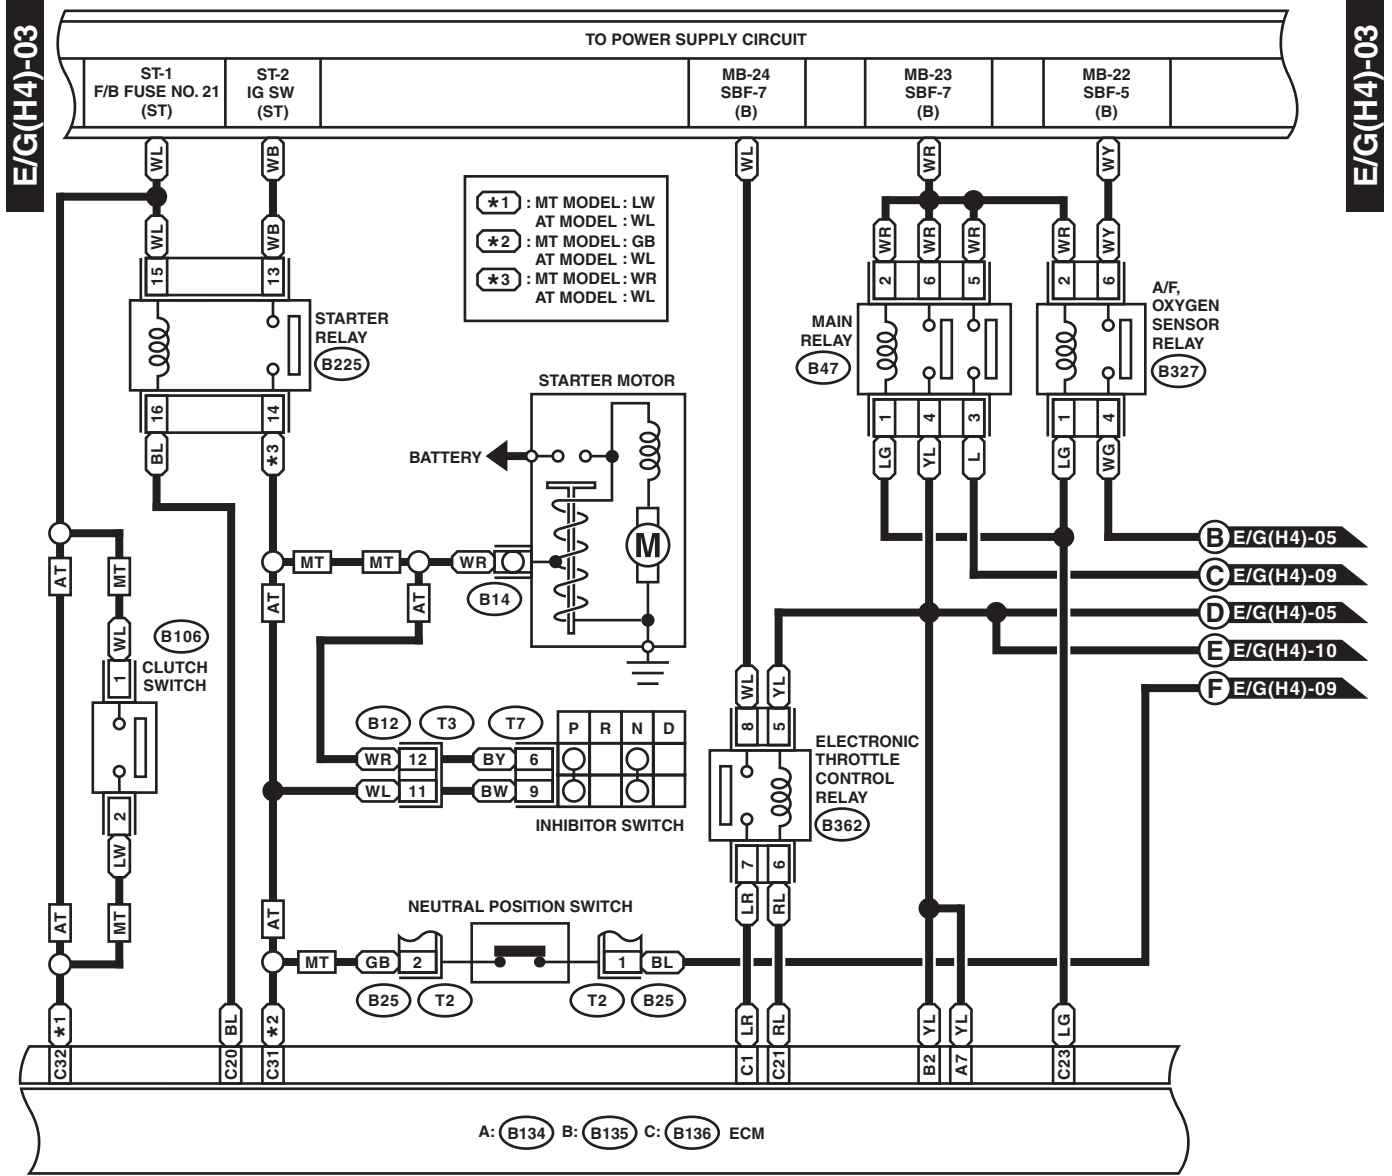 E/G(H4)-03
E/G(H4)-03
TO POWER SUPPLY CIRCUIT
ST-1
F/B FUSE NO. 21
(ST)
ST-2
IG SW
(ST)
MB-24
SBF-7
(B)
MB-23
SBF-7
(B)
MB-22
SBF-5
(B)
WL
WB
WL
WR
WY
*1 : MT MODEL : LW
AT MODEL : WL
*2 : MT MODEL : GB
AT MODEL : WL
*3 : MT MODEL : WR
AT MODEL : WL
WL
WB
WR
WR
WR
WR
WY
15
13
2
6
5
2
6
STARTER
RELAY
B225
MAIN
RELAY
B47
A/F,
OXYGEN
SENSOR
RELAY
B327
16
14
1
4
3
1
4
BL
*3
LG
YL
L
LG
WG
STARTER MOTOR
BATTERY
M
B E/G(H4)-05
C E/G(H4)-09
D E/G(H4)-05
E E/G(H4)-10
F E/G(H4)-09
AT
MT
MT
MT
WR
B14
AT
AT
WL
B106
CLUTCH
SWITCH
1
2
LW
AT
MT
B12
T3
T7
P R N D
WR 12 BY 6
WL 11 BW 9
INHIBITOR SWITCH
WL
YL
8
5
ELECTRONIC
THROTTLE
CONTROL
RELAY
B362
7
6
LR
RL
AT
NEUTRAL POSITION SWITCH
MT GB 2
1 BL
B25
T2
T2
B25
*1
BL
*2
LR
RL
YL
YL
LG
C32
C20
C31
C1
C21
B2
A7
C23
A: B134 B: B135 C: B136 ECM